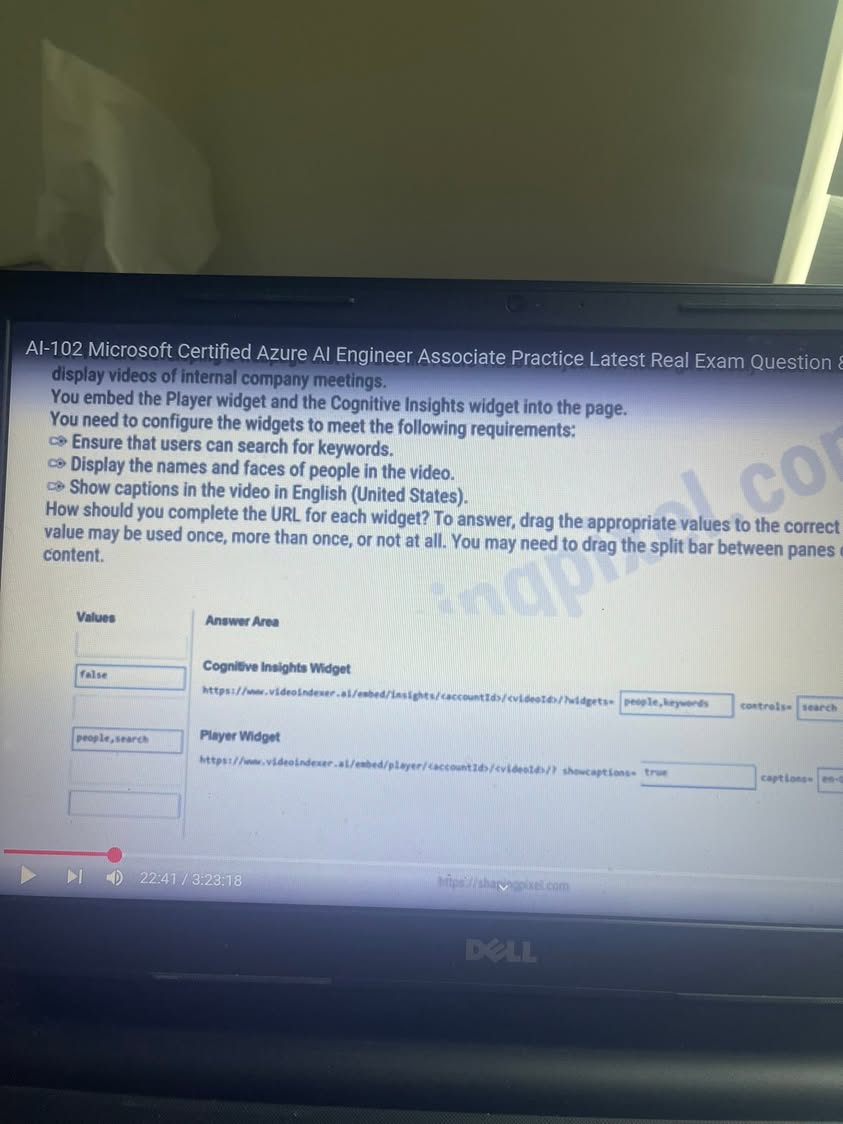 AI-102 Microsoft Certified Azure AI Engineer Associate Practice Latest Real Exam Question &
display videos of internal company meetings.
You embed the Player widget and the Cognitive Insights widget into the page.
You need to configure the widgets to meet the following requirements:
Ensure that users can search for keywords.
Display the names and faces of people in the video.
Show captions in the video in English (United States).
How should you complete the URL for each widget? To answer, drag the appropriate values to the correct
value may be used once, more than once, or not at all. You may need to drag the split bar between panes
content.
Values
Answer Area
false
people,search
Cognitive Insights Widget
https://www.videoindexer.ai/embed/insights/<accountId>/<videoId>/?widgets= people,keywords controls= search
Player Widget
https://www.videoindexer.ai/embed/player/<accountId>/<videoId>/? showcaptions= true captions= en-
22:41 / 3:23:18
https://shapingpixel.com
DELL